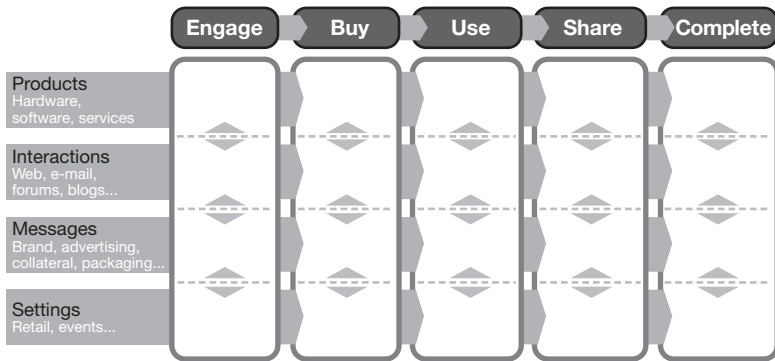 Engage Buy Use Share Complete
Products
Hardware,
software, services
Interactions
Web, e-mail,
forums, blogs...
Messages
Brand, advertising,
collateral, packaging...
Settings
Retail, events...